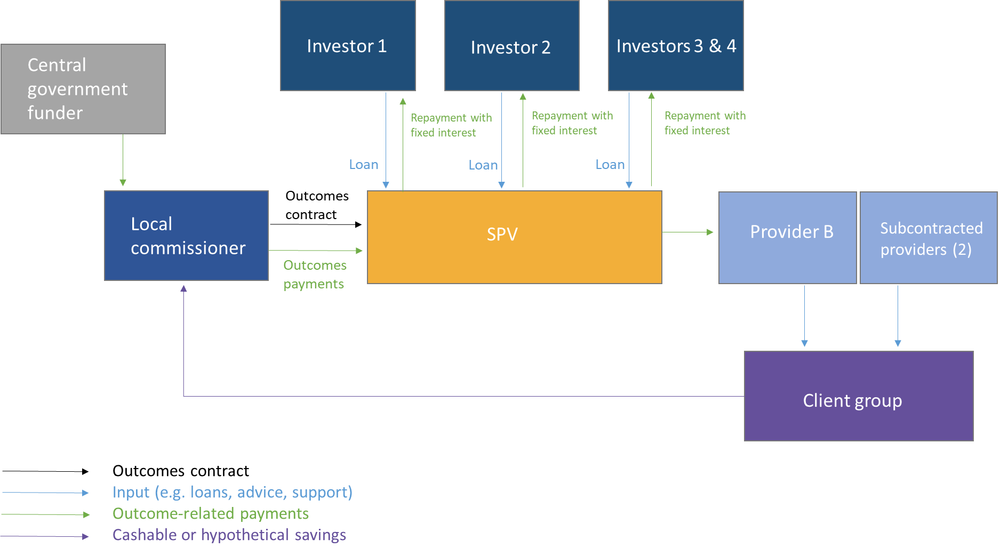 Investor 1
Investor 2
Investors 3 & 4
Central
government
funder
Repayment with
fixed interest
Repayment with
fixed interest
Repayment with
fixed interest
Loan
Loan
Loan
Outcomes
contract
Local
commissioner
SPV
Provider B
Subcontracted
providers (2)
Outcomes
payments
Client group
Outcomes contract
Input (e.g. loans, advice, support)
Outcome-related payments
Cashable or hypothetical savings